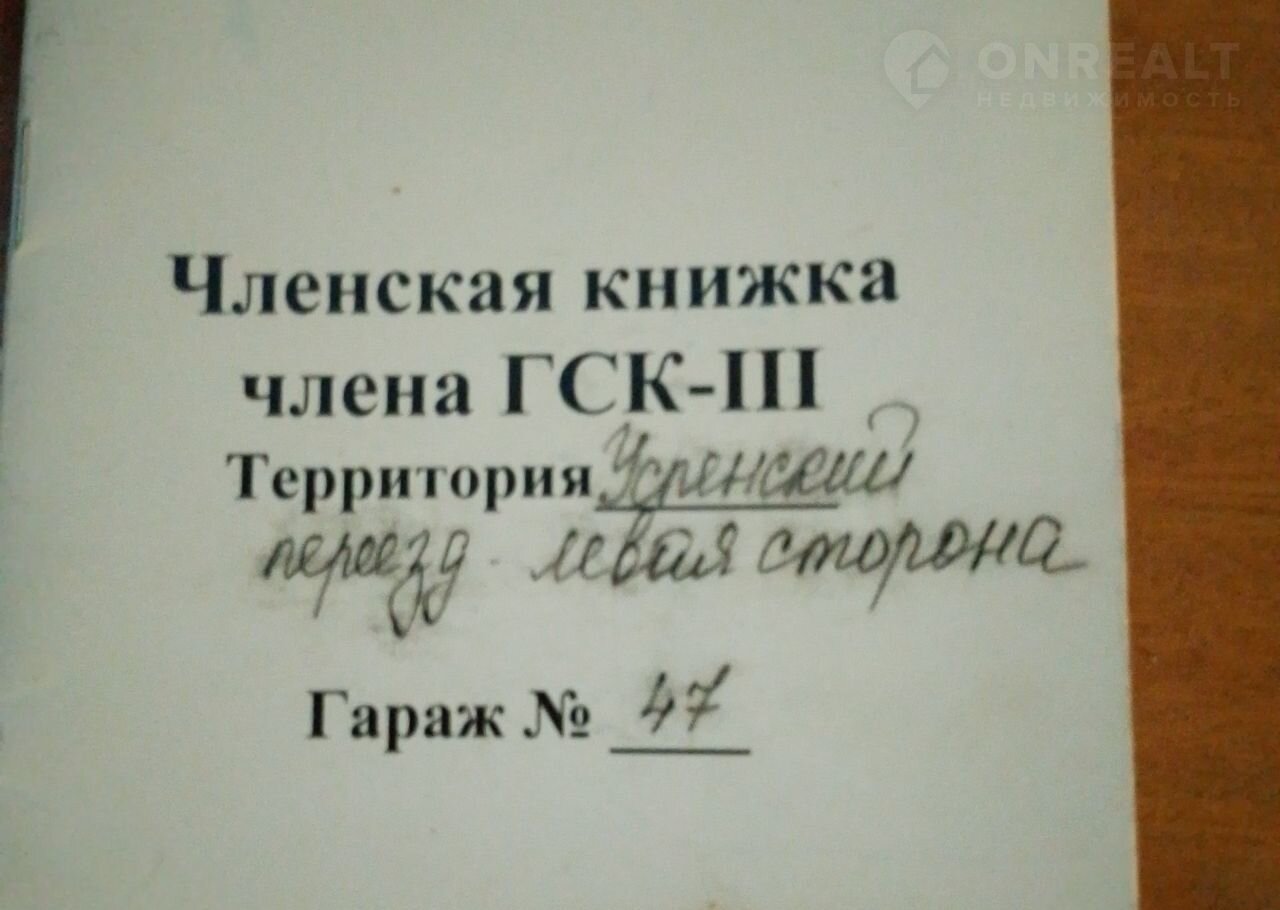 ONREALT
НЕДВИЖИМОСТЬ
Членская книжка
члена ГСК-III
Территория Успенский
переезд - левая сторона
Гараж № 47